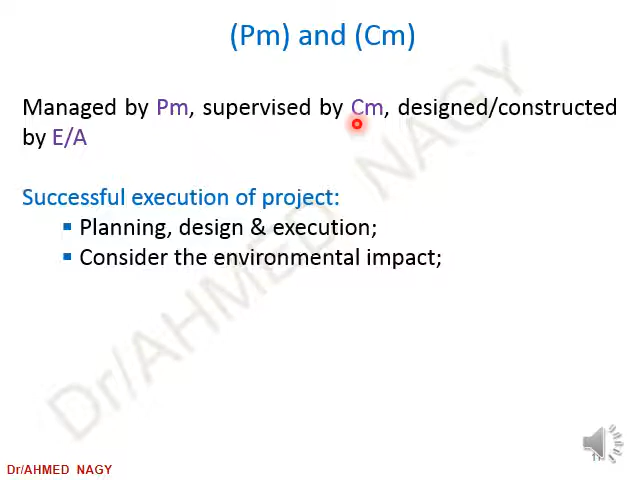 (Pm) and (Cm)
Managed by Pm, supervised by Cm, designed/constructed
by E/A
Successful execution of project:
▪ Planning, design & execution;
▪ Consider the environmental impact;
Dr/AHMED NAGY
Dr/AHMED NAGY